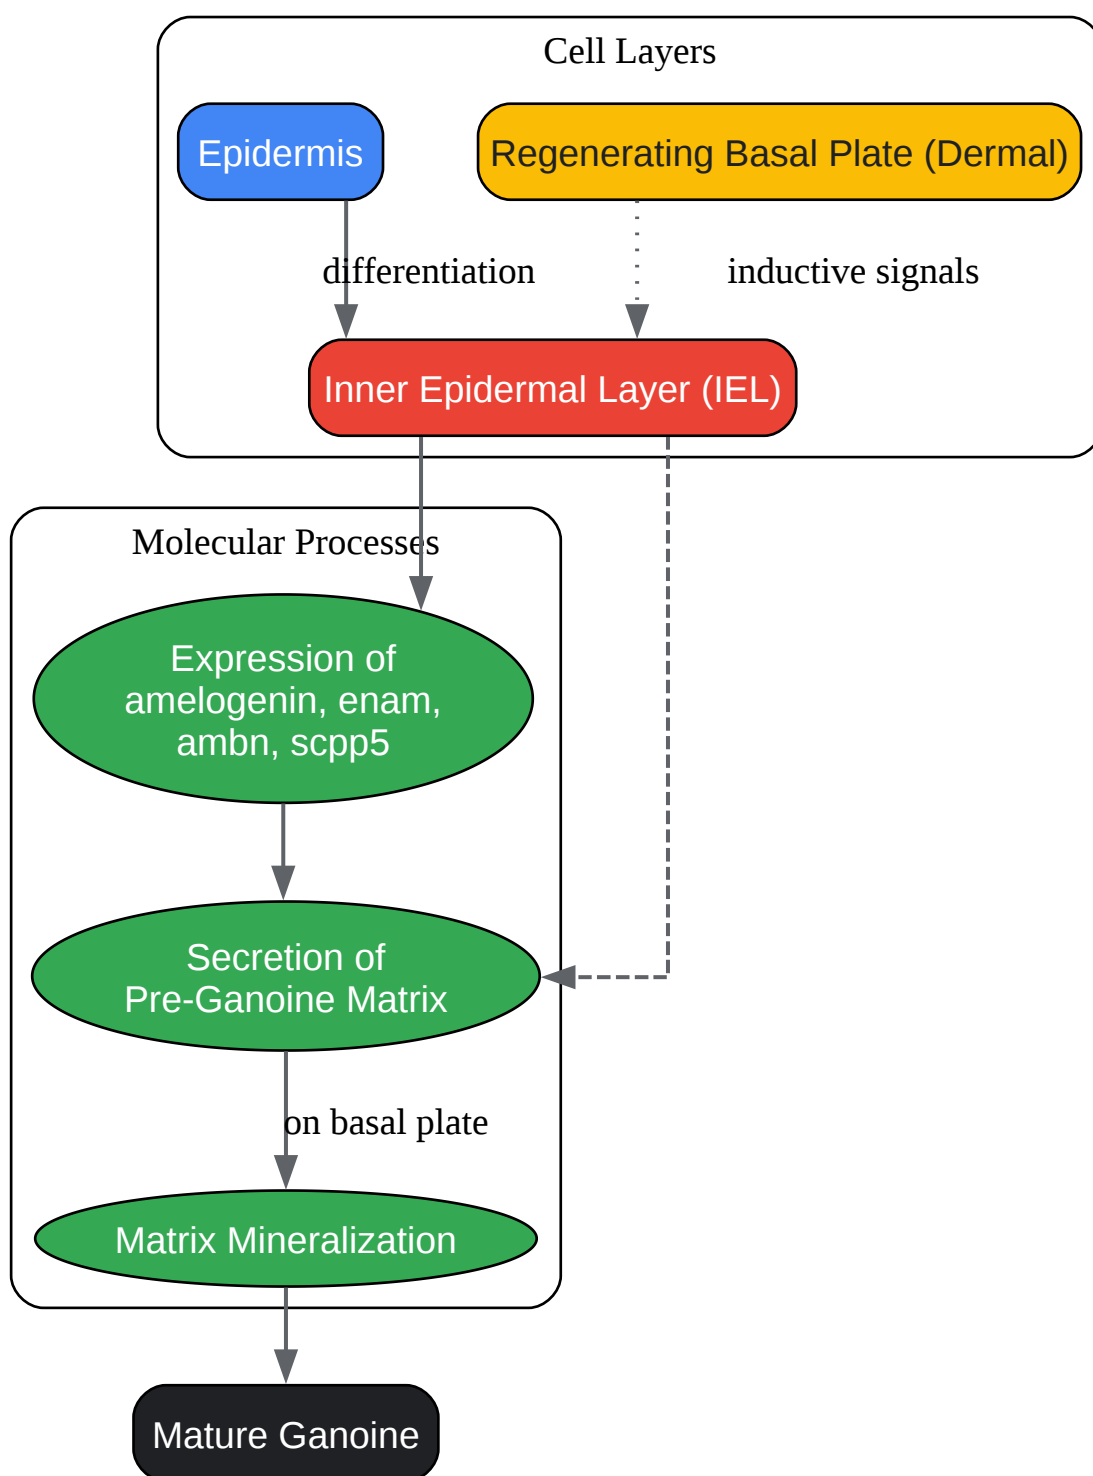 Cell Layers
Epidermis
Regenerating Basal Plate (Dermal)
differentiation
inductive signals
Inner Epidermal Layer (IEL)
Molecular Processes
Expression of
amelogenin, enam,
ambn, scpp5
Secretion of
Pre-Ganoine Matrix
on basal plate
Matrix Mineralization
Mature Ganoine